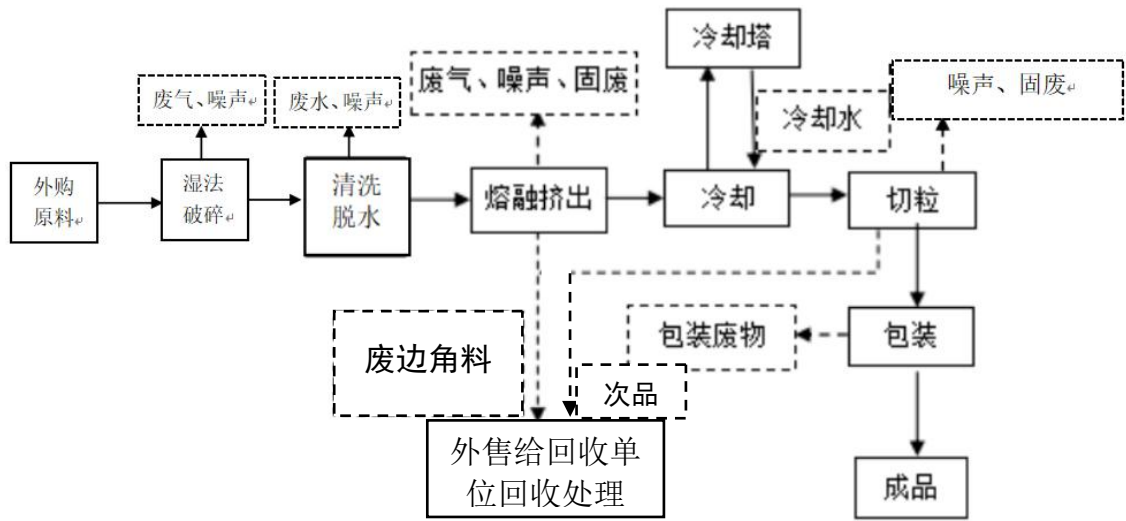 冷却塔
废气、噪声
废水、噪声
废气、噪声、固废
冷却水
噪声、固废
外购
原料
湿法
破碎
清洗
脱水
熔融挤出
冷却
切粒
废边角料
包装废物
包装
次品
外售给回收单
位回收处理
成品